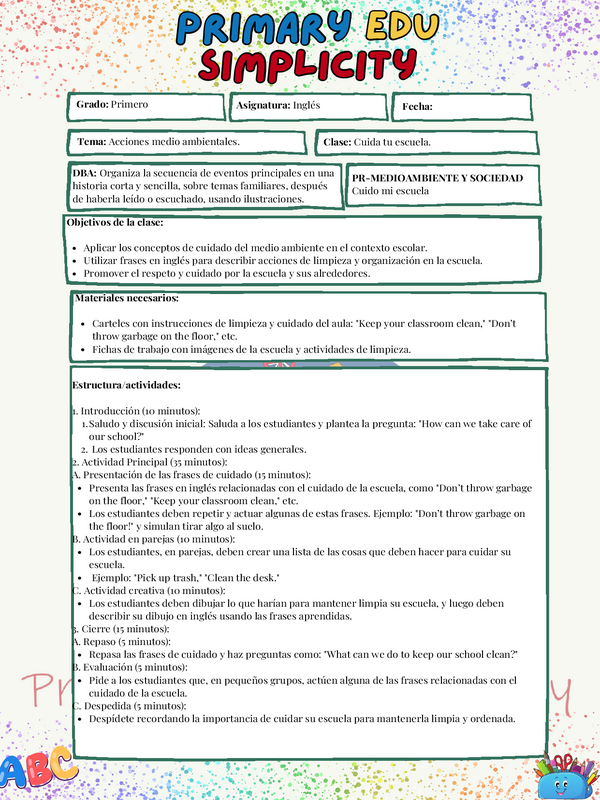 PRIMARY EDU
SIMPLICITY
Grado: Primero
Asignatura: Inglés
Fecha:
Tema: Acciones medio ambientales.
Clase: Cuida tu escuela.
DBA: Organiza la secuencia de eventos principales en una
historia corta y sencilla, sobre temas familiares, después
de haberla leído o escuchado, usando ilustraciones.
PR-MEDIOAMBIENTE Y SOCIEDAD
Cuido mi escuela
Objetivos de la clase:
• Aplicar los conceptos de cuidado del medio ambiente en el contexto escolar.
• Utilizar frases en inglés para describir acciones de limpieza y organización en la escuela.
• Promover el respeto y cuidado por la escuela y sus alrededores.
Materiales necesarios:
• Carteles con instrucciones de limpieza y cuidado del aula: "Keep your classroom clean," "Don't
throw garbage on the floor," etc.
• Fichas de trabajo con imágenes de la escuela y actividades de limpieza.
Estructura/actividades:
1. Introducción (10 minutos):
1. Saludo y discusión inicial: Saluda a los estudiantes y plantea la pregunta: "How can we take care of
our school?"
2. Los estudiantes responden con ideas generales.
2. Actividad Principal (35 minutos):
A. Presentación de las frases de cuidado (15 minutos):
• Presenta las frases en inglés relacionadas con el cuidado de la escuela, como "Don't throw garbage
on the floor," "Keep your classroom clean," etc.
• Los estudiantes deben repetir y actuar algunas de estas frases. Ejemplo: "Don't throw garbage on
the floor!" y simulan tirar algo al suelo.
B. Actividad en parejas (10 minutos):
• Los estudiantes, en parejas, deben crear una lista de las cosas que deben hacer para cuidar su
escuela.
• Ejemplo: "Pick up trash," "Clean the desk."
C. Actividad creativa (10 minutos):
• Los estudiantes deben dibujar lo que harían para mantener limpia su escuela, y luego deben
describir su dibujo en inglés usando las frases aprendidas.
3. Cierre (15 minutos):
A. Repaso (5 minutos):
• Repasa las frases de cuidado y haz preguntas como: "What can we do to keep our school clean?"
B. Evaluación (5 minutos):
• Pide a los estudiantes que, en pequeños grupos, actúen alguna de las frases relacionadas con el
cuidado de la escuela.
C. Despedida (5 minutos):
• Despídete recordando la importancia de cuidar su escuela para mantenerla limpia y ordenada.
Pr
y
ABC